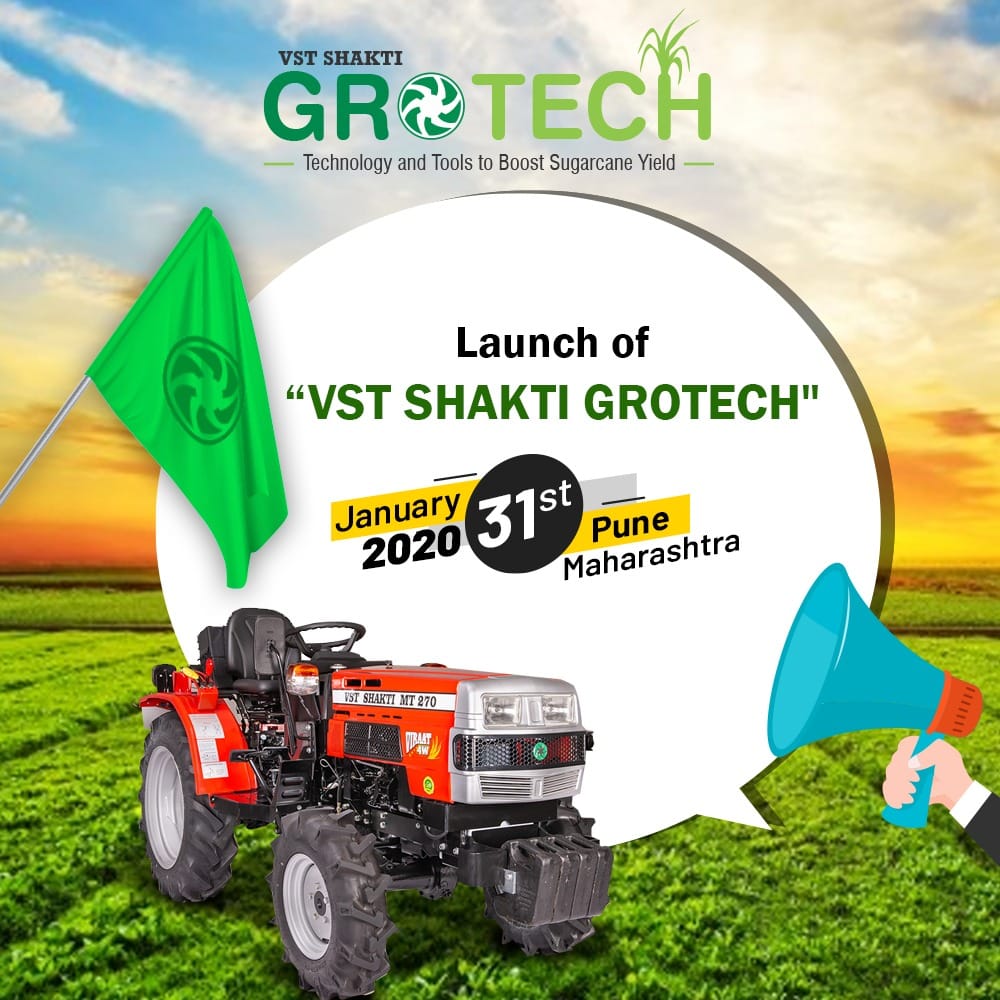 VST SHAKTI
GROTECH
Technology and Tools to Boost Sugarcane Yield
Launch of
“VST SHAKTI GROTECH"
January 31st
2020
Pune
Maharashtra
VST SHAKTI MT 270
VIRAAT
4W